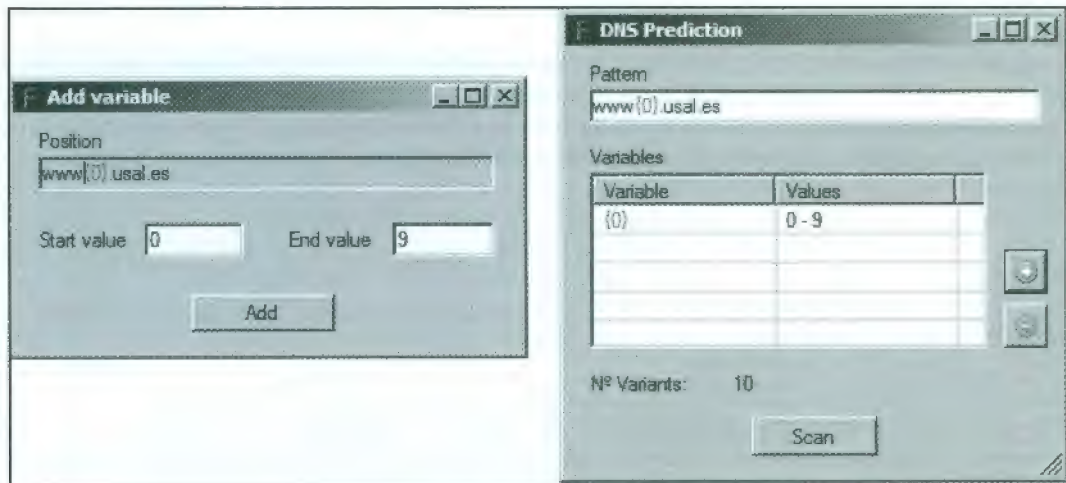 Add variable
Position
www{0}.usal.es
Start value 0 End value 9
Add
DNS Prediction
Pattern
www{0}.usal.es
Variables
Variable Values
{0} 0 - 9
Nº Variants: 10
Scan